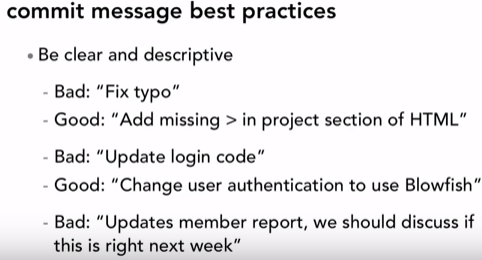 commit message best practices
• Be clear and descriptive
- Bad: “Fix typo”
- Good: “Add missing > in project section of HTML”
- Bad: “Update login code”
- Good: “Change user authentication to use Blowfish”
- Bad: “Updates member report, we should discuss if
this is right next week”